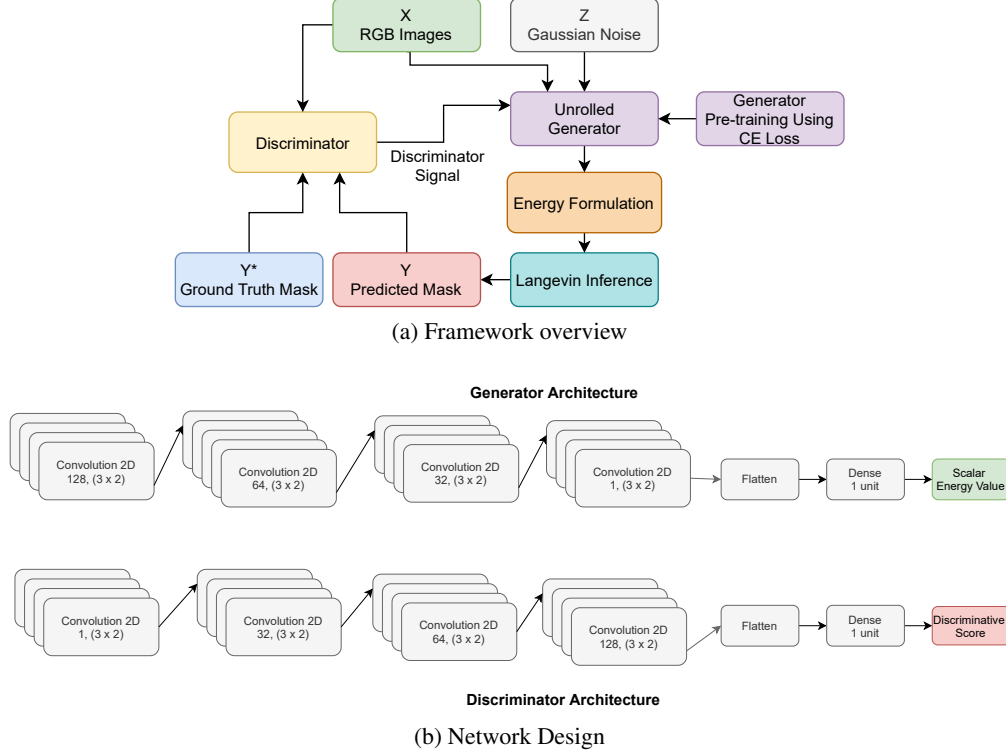 X
RGB Images
Z
Gaussian Noise
Discriminator
Discriminator
Signal
Unrolled
Generator
Generator
Pre-training Using
CE Loss
Energy Formulation
Y*
Ground Truth Mask
Y
Predicted Mask
Langevin Inference
(a) Framework overview
Generator Architecture
Convolution 2D
128, (3 x 2)
Convolution 2D
64, (3 x 2)
Convolution 2D
32, (3 x 2)
Convolution 2D
1, (3 x 2)
Flatten
Dense
1 unit
Scalar
Energy Value
Convolution 2D
1, (3 x 2)
Convolution 2D
32, (3 x 2)
Convolution 2D
64, (3 x 2)
Convolution 2D
128, (3 x 2)
Flatten
Dense
1 unit
Discriminative
Score
Discriminator Architecture
(b) Network Design